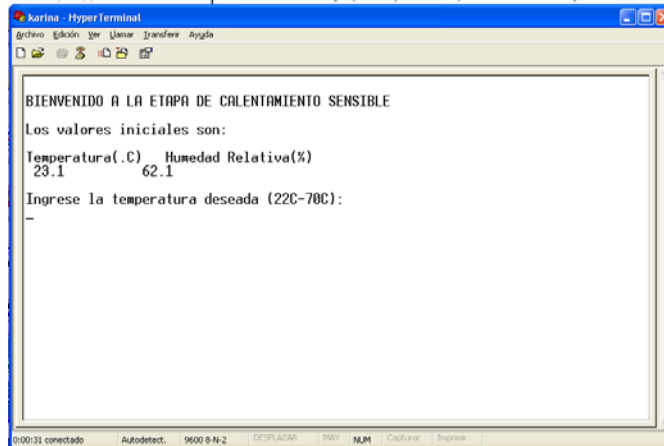 karina - HyperTerminal
Archivo Edición Ver Llamar Transferir Ayuda
BIENVENIDO A LA ETAPA DE CALENTAMIENTO SENSIBLE
Los valores iniciales son:
Temperatura(.C) Humedad Relativa(%)
23.1 62.1
Ingrese la temperatura deseada (22C-70C):
0:00:31 conectado Autodetect. 9600 8-N-2 DESPLAZAR MAY NUM Capturar Imprimir